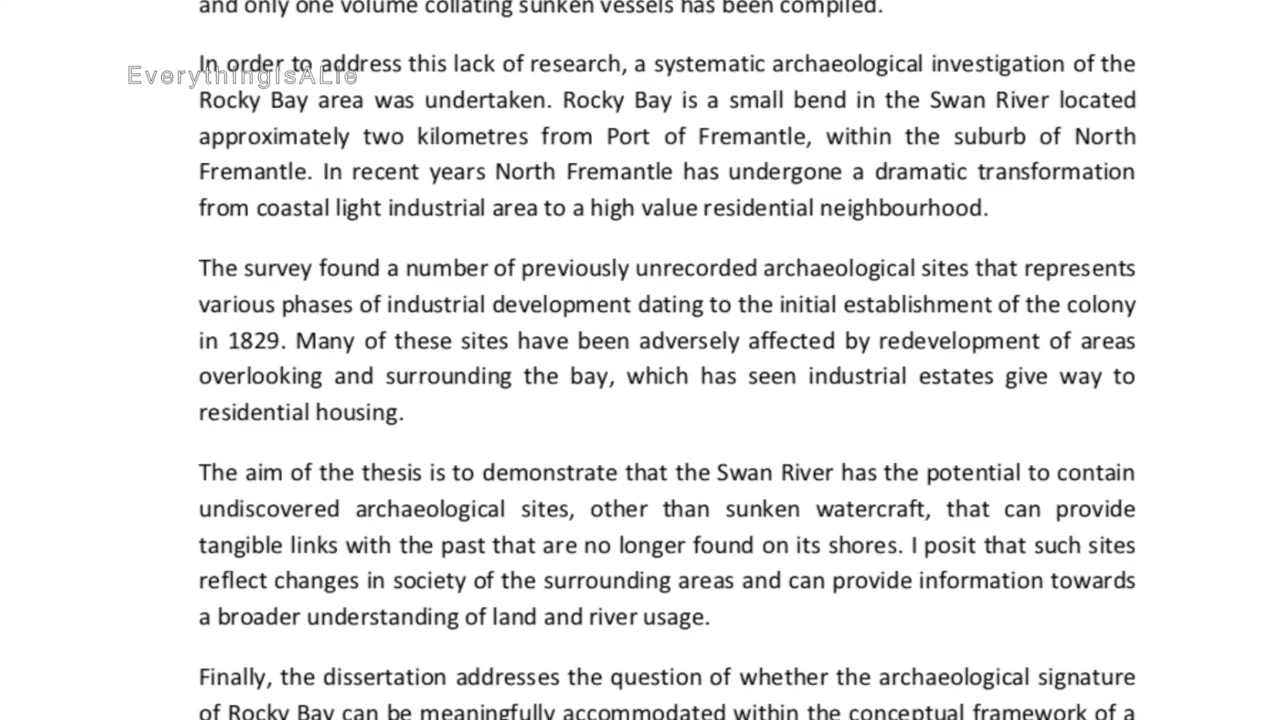 and only one volume collating sunken vessels has been compiled.
EverythingIsALie
In order to address this lack of research, a systematic archaeological investigation of the
Rocky Bay area was undertaken. Rocky Bay is a small bend in the Swan River located
approximately two kilometres from Port of Fremantle, within the suburb of North
Fremantle. In recent years North Fremantle has undergone a dramatic transformation
from coastal light industrial area to a high value residential neighbourhood.
The survey found a number of previously unrecorded archaeological sites that represents
various phases of industrial development dating to the initial establishment of the colony
in 1829. Many of these sites have been adversely affected by redevelopment of areas
overlooking and surrounding the bay, which has seen industrial estates give way to
residential housing.
The aim of the thesis is to demonstrate that the Swan River has the potential to contain
undiscovered archaeological sites, other than sunken watercraft, that can provide
tangible links with the past that are no longer found on its shores. I posit that such sites
reflect changes in society of the surrounding areas and can provide information towards
a broader understanding of land and river usage.
Finally, the dissertation addresses the question of whether the archaeological signature
of Rocky Bay can be meaningfully accommodated within the conceptual framework of a